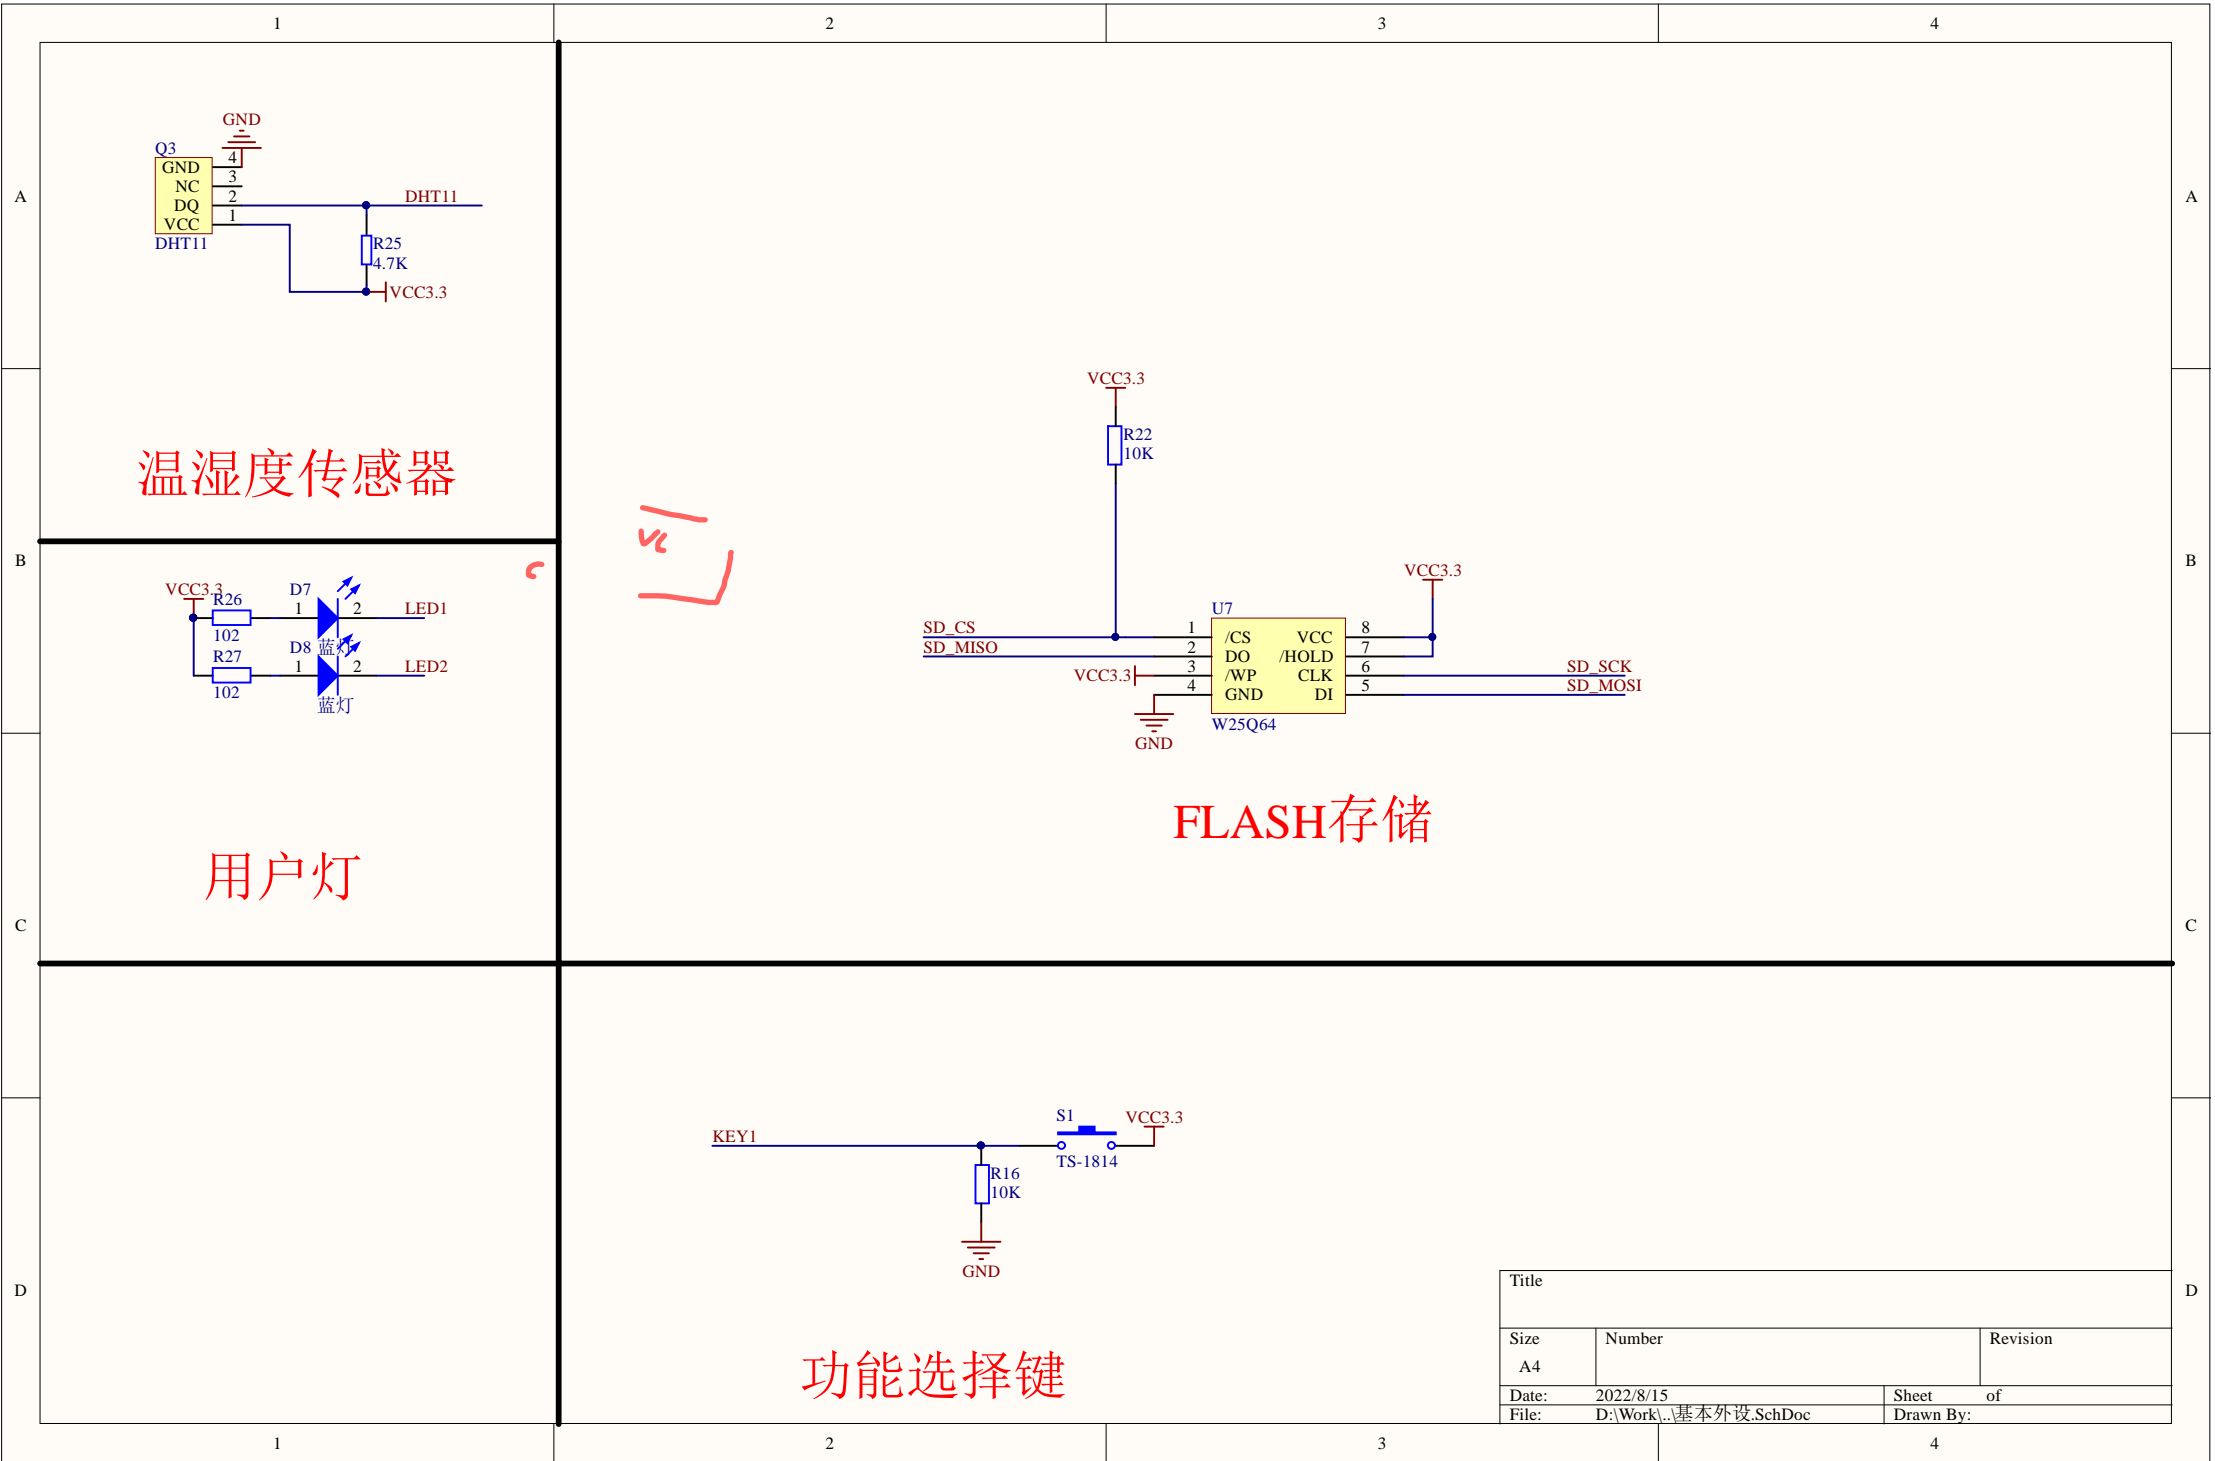 1 2 3 4
A A
GND
Q3
GND 4
NC 3
DQ 2 DHT11
VCC 1
DHT11
R25
4.7K
VCC3.3
温湿度传感器
VCC3.3
R22
10K
B B
VCC3.3
R26
102
D7
1 2 LED1
蓝灯
R27
102
D8
1 2 LED2
蓝灯
用户灯
VCC3.3
U7
SD_CS 1 /CS VCC 8
SD_MISO 2 DO /HOLD 7
VCC3.3 3 /WP CLK 6 SD_SCK
4 GND DI 5 SD_MOSI
GND
W25Q64
FLASH存储
C C
KEY1
S1
TS-1814
VCC3.3
R16
10K
GND
功能选择键
D D
Title
Size Number Revision
A4
Date: 2022/8/15 Sheet of
File: D:\Work\..\基本外设.SchDoc Drawn By:
1 2 3 4